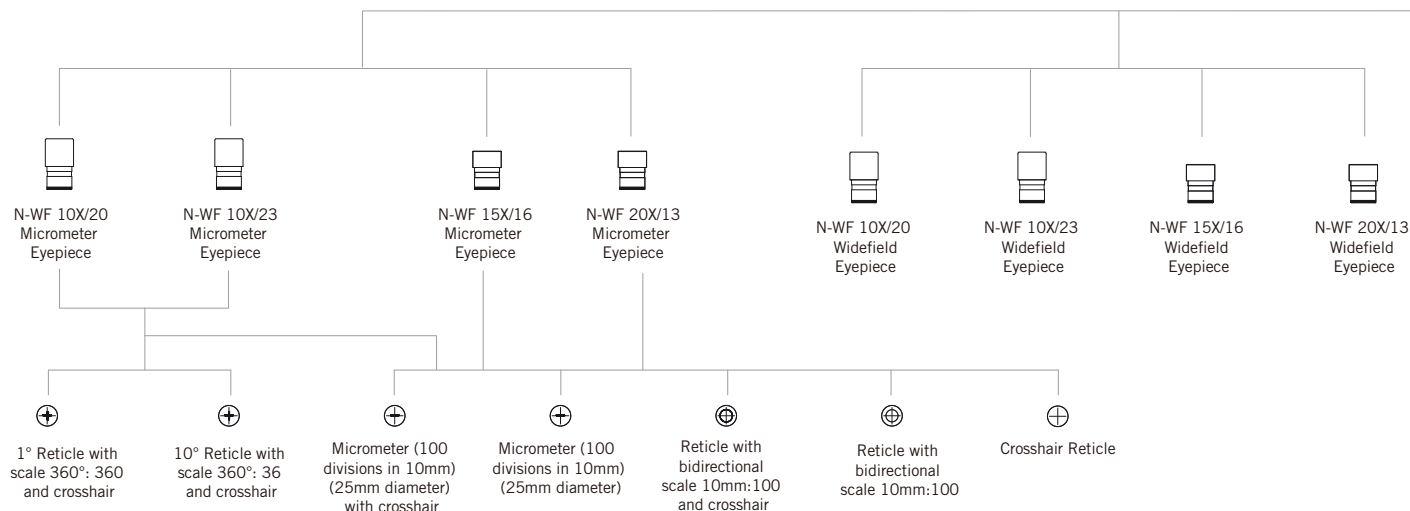 N-WF 10X/20
Micrometer
Eyepiece
N-WF 10X/23
Micrometer
Eyepiece
N-WF 15X/16
Micrometer
Eyepiece
N-WF 20X/13
Micrometer
Eyepiece
N-WF 10X/20
Widefield
Eyepiece
N-WF 10X/23
Widefield
Eyepiece
N-WF 15X/16
Widefield
Eyepiece
N-WF 20X/13
Widefield
Eyepiece
1° Reticle with
scale 360°: 360
and crosshair
10° Reticle with
scale 360°: 36
and crosshair
Micrometer (100
divisions in 10mm)
(25mm diameter)
with crosshair
Micrometer (100
divisions in 10mm)
(25mm diameter)
Reticle with
bidirectional
scale 10mm:100
and crosshair
Reticle with
bidirectional
scale 10mm:100
Crosshair Reticle